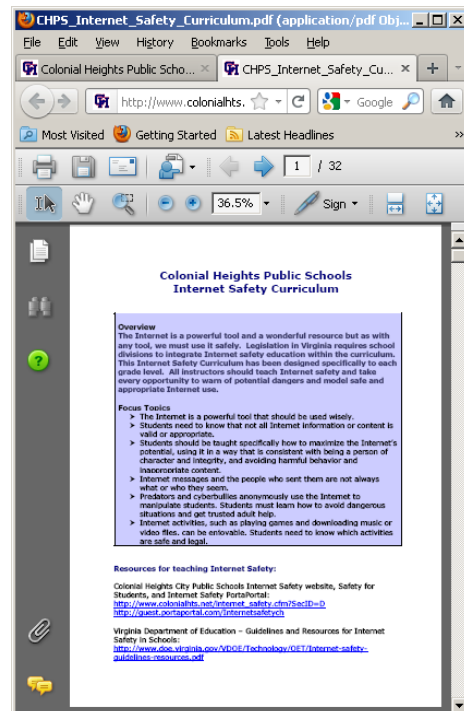 CHPS_Internet_Safety_Curriculum.pdf (application/pdf Obj...
File Edit View History Bookmarks Tools Help
Colonial Heights Public Scho...
CHPS_Internet_Safety_Cu...
http://www.colonialhts.
Google
Most Visited Getting Started Latest Headlines
1 / 32
36.5% Sign
Colonial Heights Public Schools
Internet Safety Curriculum
Overview
The Internet is a powerful tool and a wonderful resource but as with
any tool, we must use it safely. Legislation in Virginia requires school
divisions to integrate Internet safety education within the curriculum.
This Internet Safety Curriculum has been designed specifically to each
grade level. All instructors should teach Internet safety and take
every opportunity to warn of potential dangers and model safe and
appropriate Internet use.
Focus Topics
➤ The Internet is a powerful tool that should be used wisely.
➤ Students need to know that not all Internet information or content is
valid or appropriate.
➤ Students should be taught specifically how to maximize the Internet's
potential, using it in a way that is consistent with being a person of
character and integrity, and avoiding harmful behavior and
inappropriate content.
➤ Internet messages and the people who sent them are not always
what or who they seem.
➤ Predators and cyberbullies anonymously use the Internet to
manipulate students. Students must learn how to avoid dangerous
situations and get trusted adult help.
➤ Internet activities, such as playing games and downloading music or
video files, can be enjoyable. Students need to know which activities
are safe and legal.
Resources for teaching Internet Safety:
Colonial Heights City Public Schools Internet Safety website, Safety for
Students, and Internet Safety PortaPortal:
http://www.colonialhts.net/internet_safety.cfm?SecID=D
http://guest.portaportal.com/Internetsafetych
Virginia Department of Education – Guidelines and Resources for Internet
Safety in Schools:
http://www.doe.virginia.gov/VDOE/Technology/OET/Internet-safety-
guidelines-resources.pdf